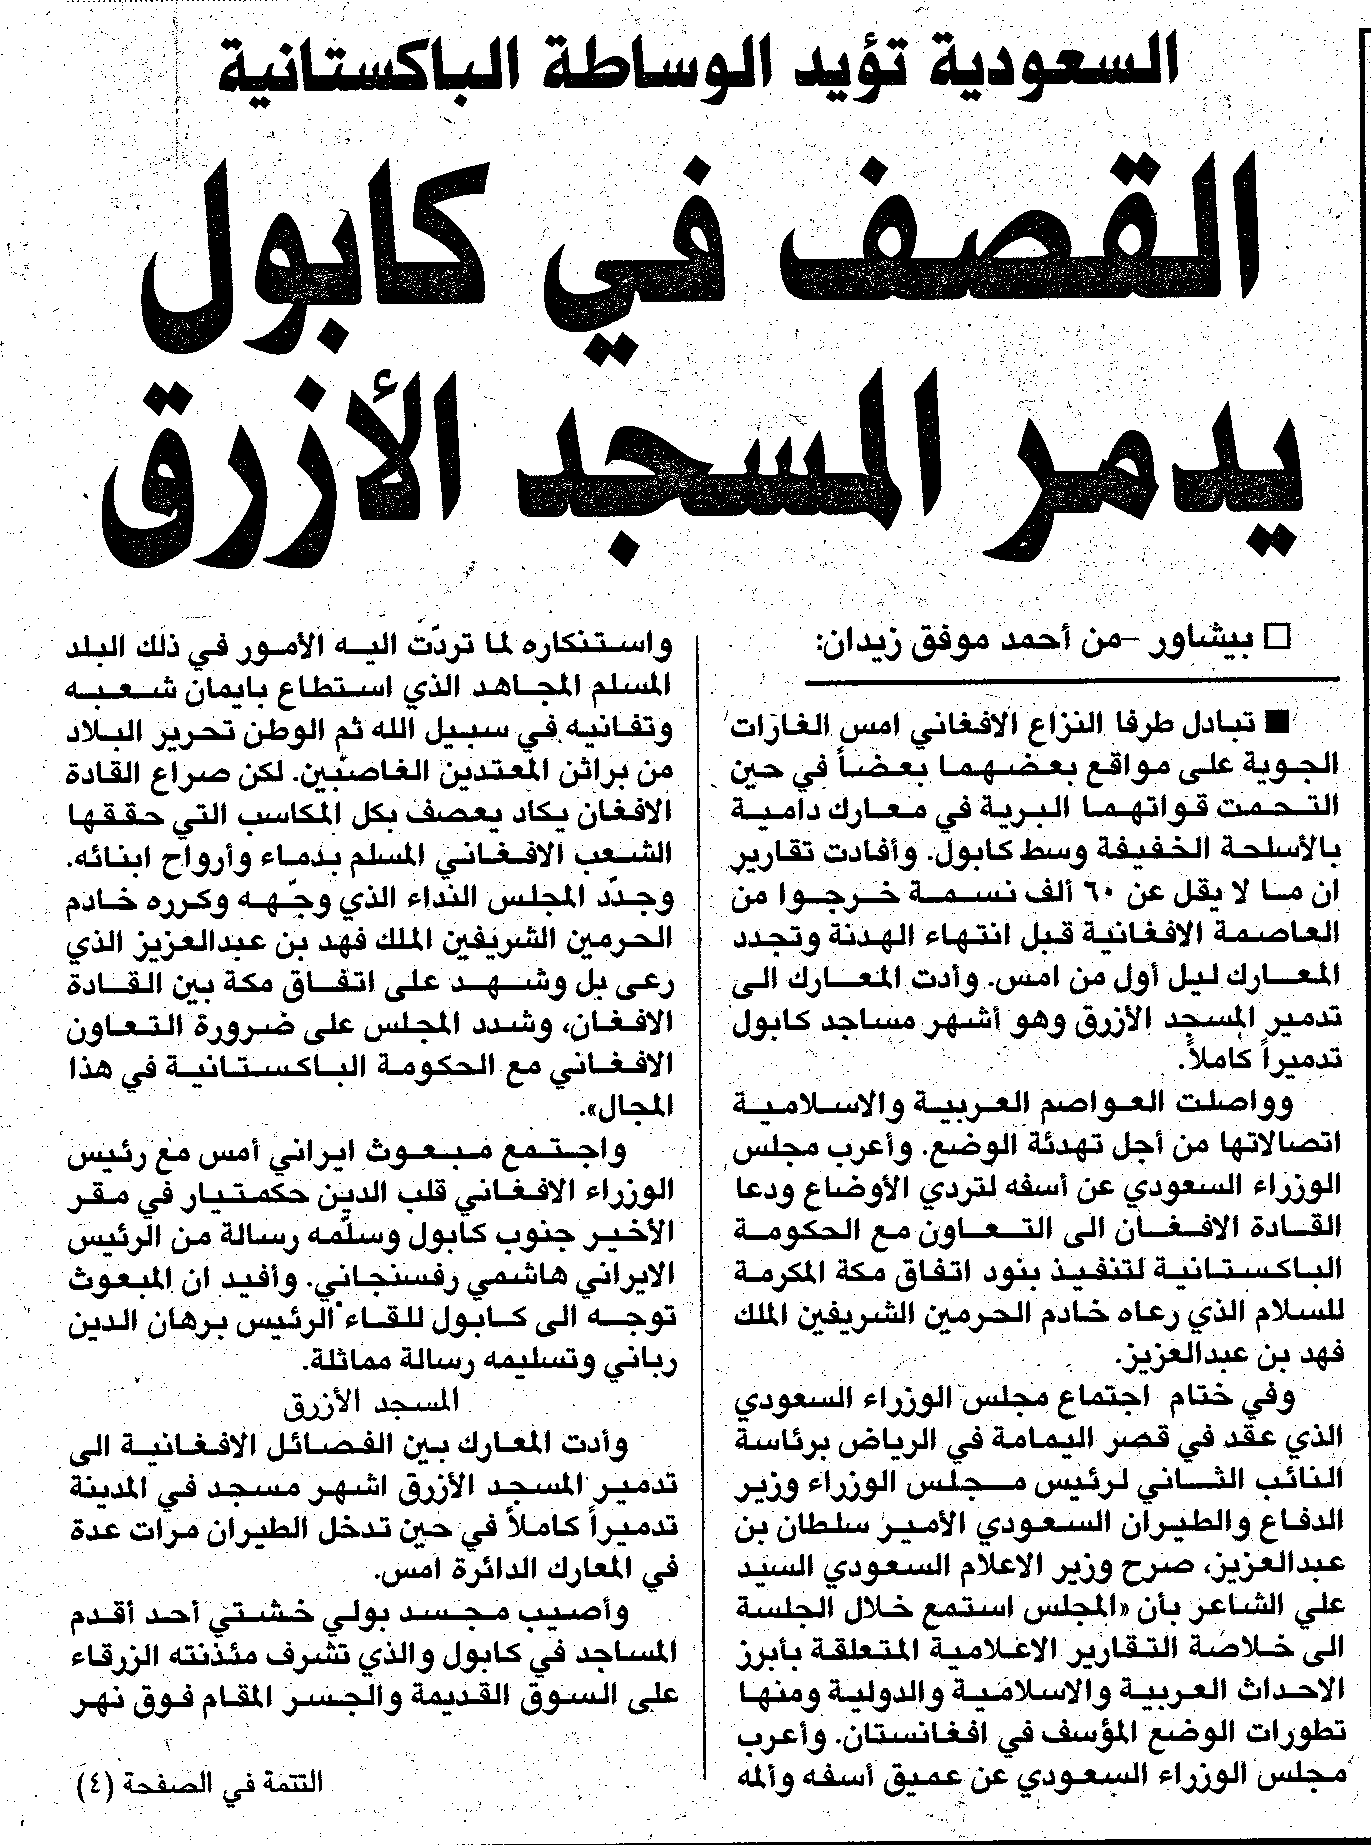 السعودية تؤيد الوساطة الباكستانية
القصف في كابول
يدمر المسجد الأزرق
□ بيشاور -من أحمد موفق زيدان:
■ تبادل طرفا النزاع الافغاني امس الغارات
الجوية على مواقع بعضهما بعضاً في حين
التحمت قواتهما البرية في معارك دامية
بالأسلحة الخفيفة وسط كابول. وأفادت تقارير
ان ما لا يقل عن ٦٠ ألف نسمة خرجوا من
العاصمة الافغانية قبل انتهاء الهدنة وتجدد
المعارك ليل أول من امس. وأدت المعارك الى
تدمير المسجد الأزرق وهو أشهر مساجد كابول
تدميراً كاملاً.
وواصلت العواصم العربية والاسلامية
اتصالاتها من أجل تهدئة الوضع. وأعرب مجلس
الوزراء السعودي عن أسفه لتردي الأوضاع ودعا
القادة الافغان الى التعاون مع الحكومة
الباكستانية لتنفيذ بنود اتفاق مكة المكرمة
للسلام الذي رعاه خادم الحرمين الشريفين الملك
فهد بن عبدالعزيز.
وفي ختام اجتماع مجلس الوزراء السعودي
الذي عقد في قصر اليمامة في الرياض برئاسة
النائب الثاني لرئيس مجلس الوزراء وزير
الدفاع والطيران السعودي الأمير سلطان بن
عبدالعزيز، صرح وزير الاعلام السعودي السيد
علي الشاعر بأن «المجلس استمع خلال الجلسة
الى خلاصة التقارير الاعلامية المتعلقة بأبرز
الاحداث العربية والاسلامية والدولية ومنها
تطورات الوضع المؤسف في افغانستان. وأعرب
مجلس الوزراء السعودي عن عميق أسفه وألمه
واستنكاره لما تردّت اليه الأمور في ذلك البلد
المسلم المجاهد الذي استطاع بايمان شعبه
وتفانيه في سبيل الله ثم الوطن تحرير البلاد
من براثن المعتدين الغاصبين. لكن صراع القادة
الافغان يكاد يعصف بكل المكاسب التي حققها
الشعب الافغاني المسلم بدماء وأرواح ابنائه.
وجدّد المجلس النداء الذي وجّهه وكرره خادم
الحرمين الشريفين الملك فهد بن عبدالعزيز الذي
رعى بل وشهد على اتفاق مكة بين القادة
الافغان، وشدد المجلس على ضرورة التعاون
الافغاني مع الحكومة الباكستانية في هذا
المجال».
واجتمع مبعوث ايراني أمس مع رئيس
الوزراء الافغاني قلب الدين حكمتيار في مقر
الأخير جنوب كابول وسلّمه رسالة من الرئيس
الايراني هاشمي رفسنجاني. وأفيد ان المبعوث
توجه الى كابول للقاء الرئيس برهان الدين
رباني وتسليمه رسالة مماثلة.
المسجد الأزرق
وأدت المعارك بين الفصائل الافغانية الى
تدمير المسجد الأزرق اشهر مسجد في المدينة
تدميراً كاملاً في حين تدخل الطيران مرات عدة
في المعارك الدائرة امس.
وأصيب مجسد بولي خشتي أحد أقدم
المساجد في كابول والذي تشرف مئذنته الزرقاء
على السوق القديمة والجسر المقام فوق نهر
التتمة في الصفحة (٤)